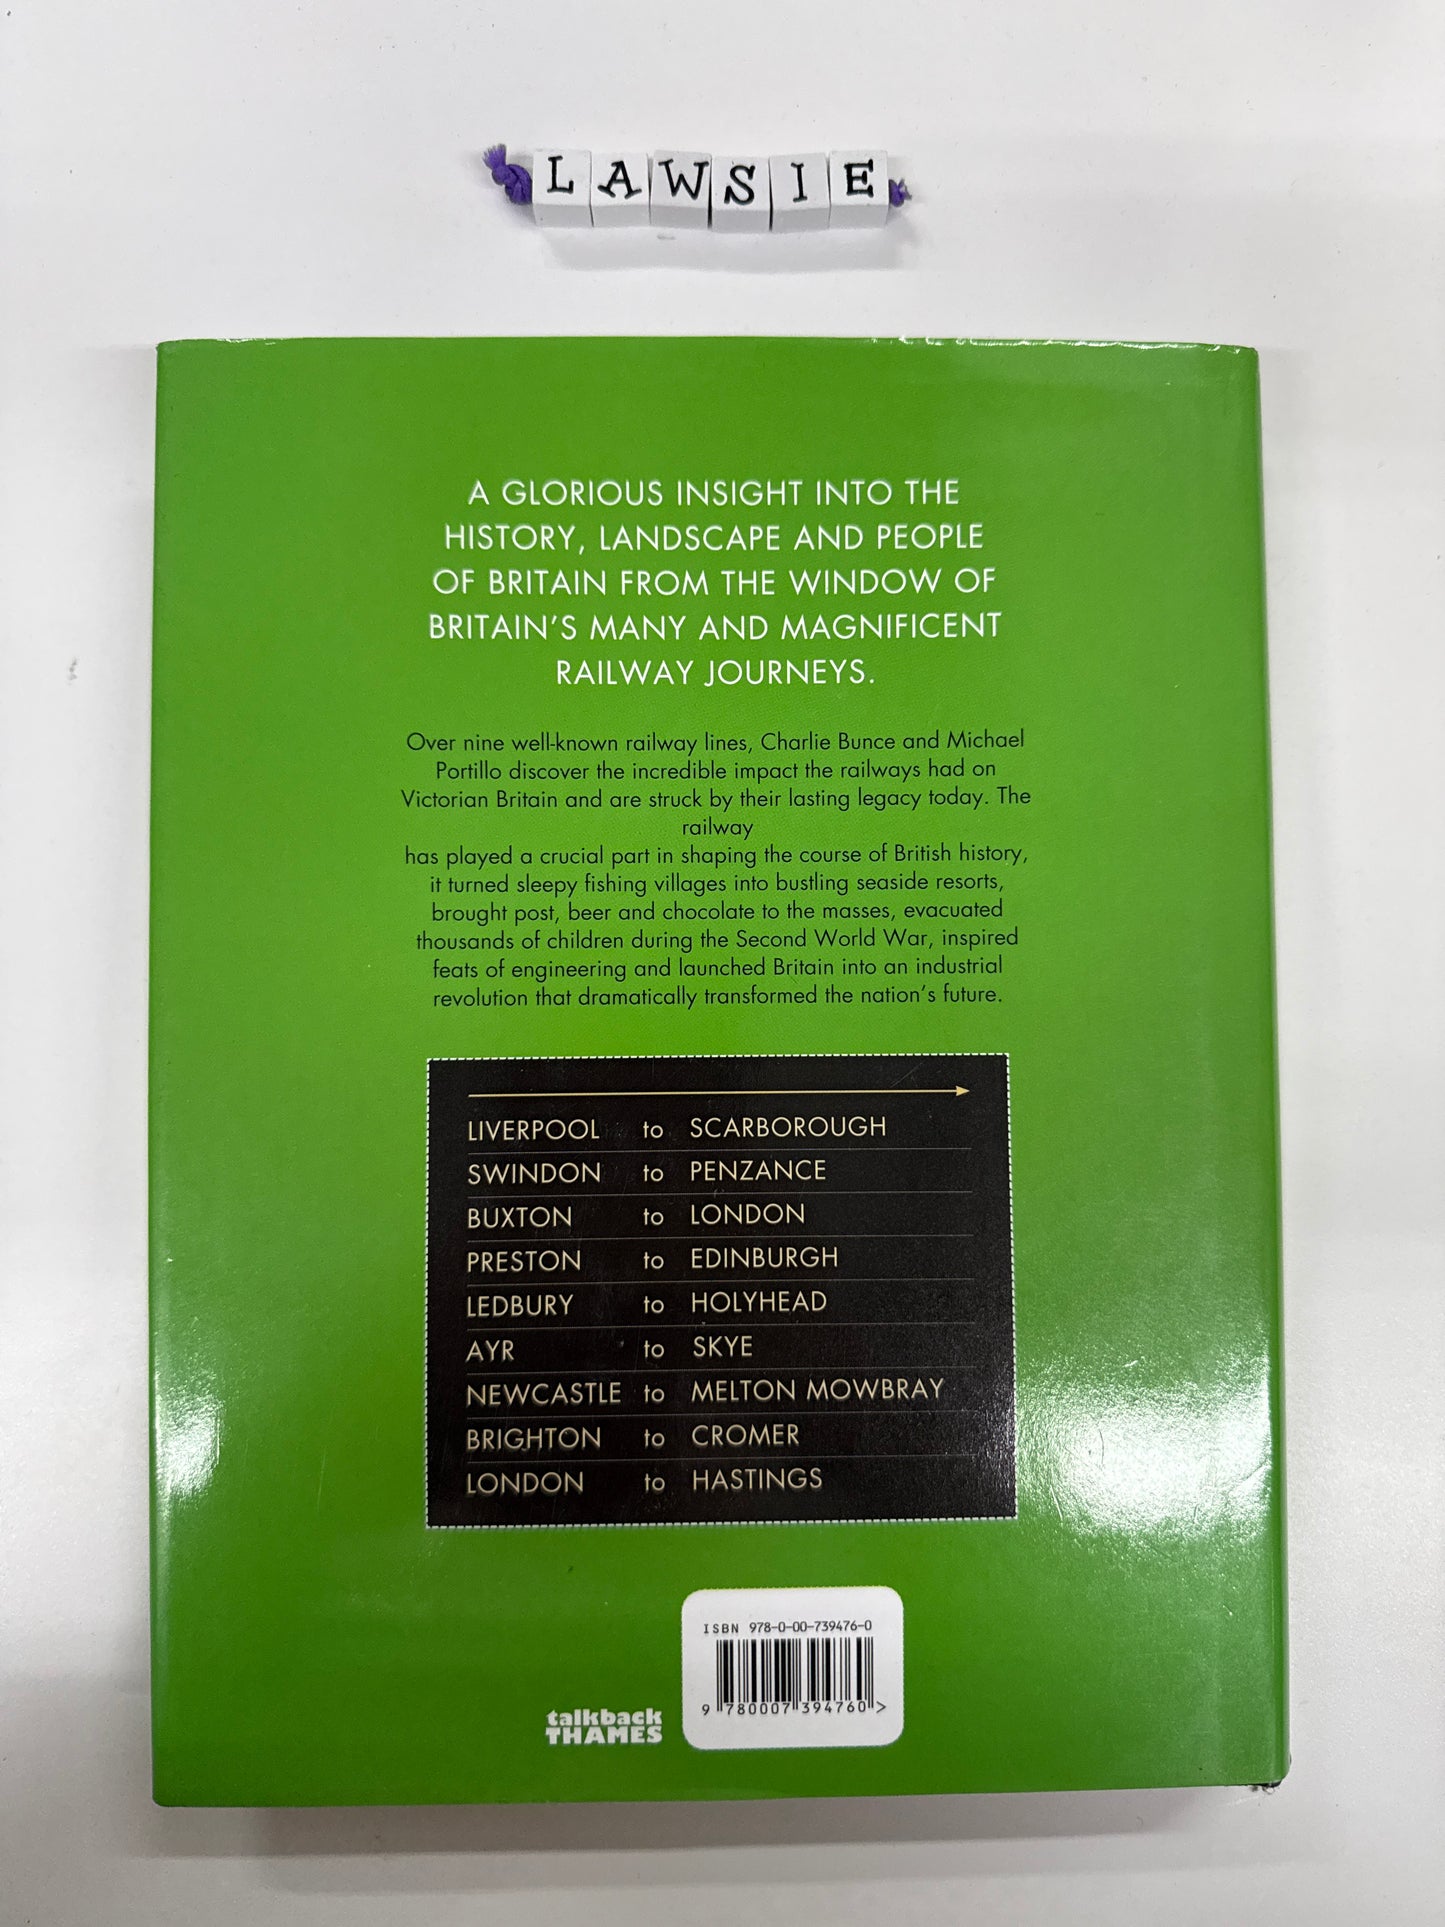 LAWSIE
A GLORIOUS INSIGHT INTO THE
HISTORY, LANDSCAPE AND PEOPLE
OF BRITAIN FROM THE WINDOW OF
BRITAIN'S MANY AND MAGNIFICENT
RAILWAY JOURNEYS.
Over nine well-known railway lines, Charlie Bunce and Michael
Portillo discover the incredible impact the railways had on
Victorian Britain and are struck by their lasting legacy today. The
railway
has played a crucial part in shaping the course of British history,
it turned sleepy fishing villages into bustling seaside resorts,
brought post, beer and chocolate to the masses, evacuated
thousands of children during the Second World War, inspired
feats of engineering and launched Britain into an industrial
revolution that dramatically transformed the nation's future.
LIVERPOOL to SCARBOROUGH
SWINDON to PENZANCE
BUXTON to LONDON
PRESTON to EDINBURGH
LEDBURY to HOLYHEAD
AYR to SKYE
NEWCASTLE to MELTON MOWBRAY
BRIGHTON to CROMER
LONDON to HASTINGS
ISBN 978-0-00-739476-0
9 780007 394760 >
talkback
THAMES